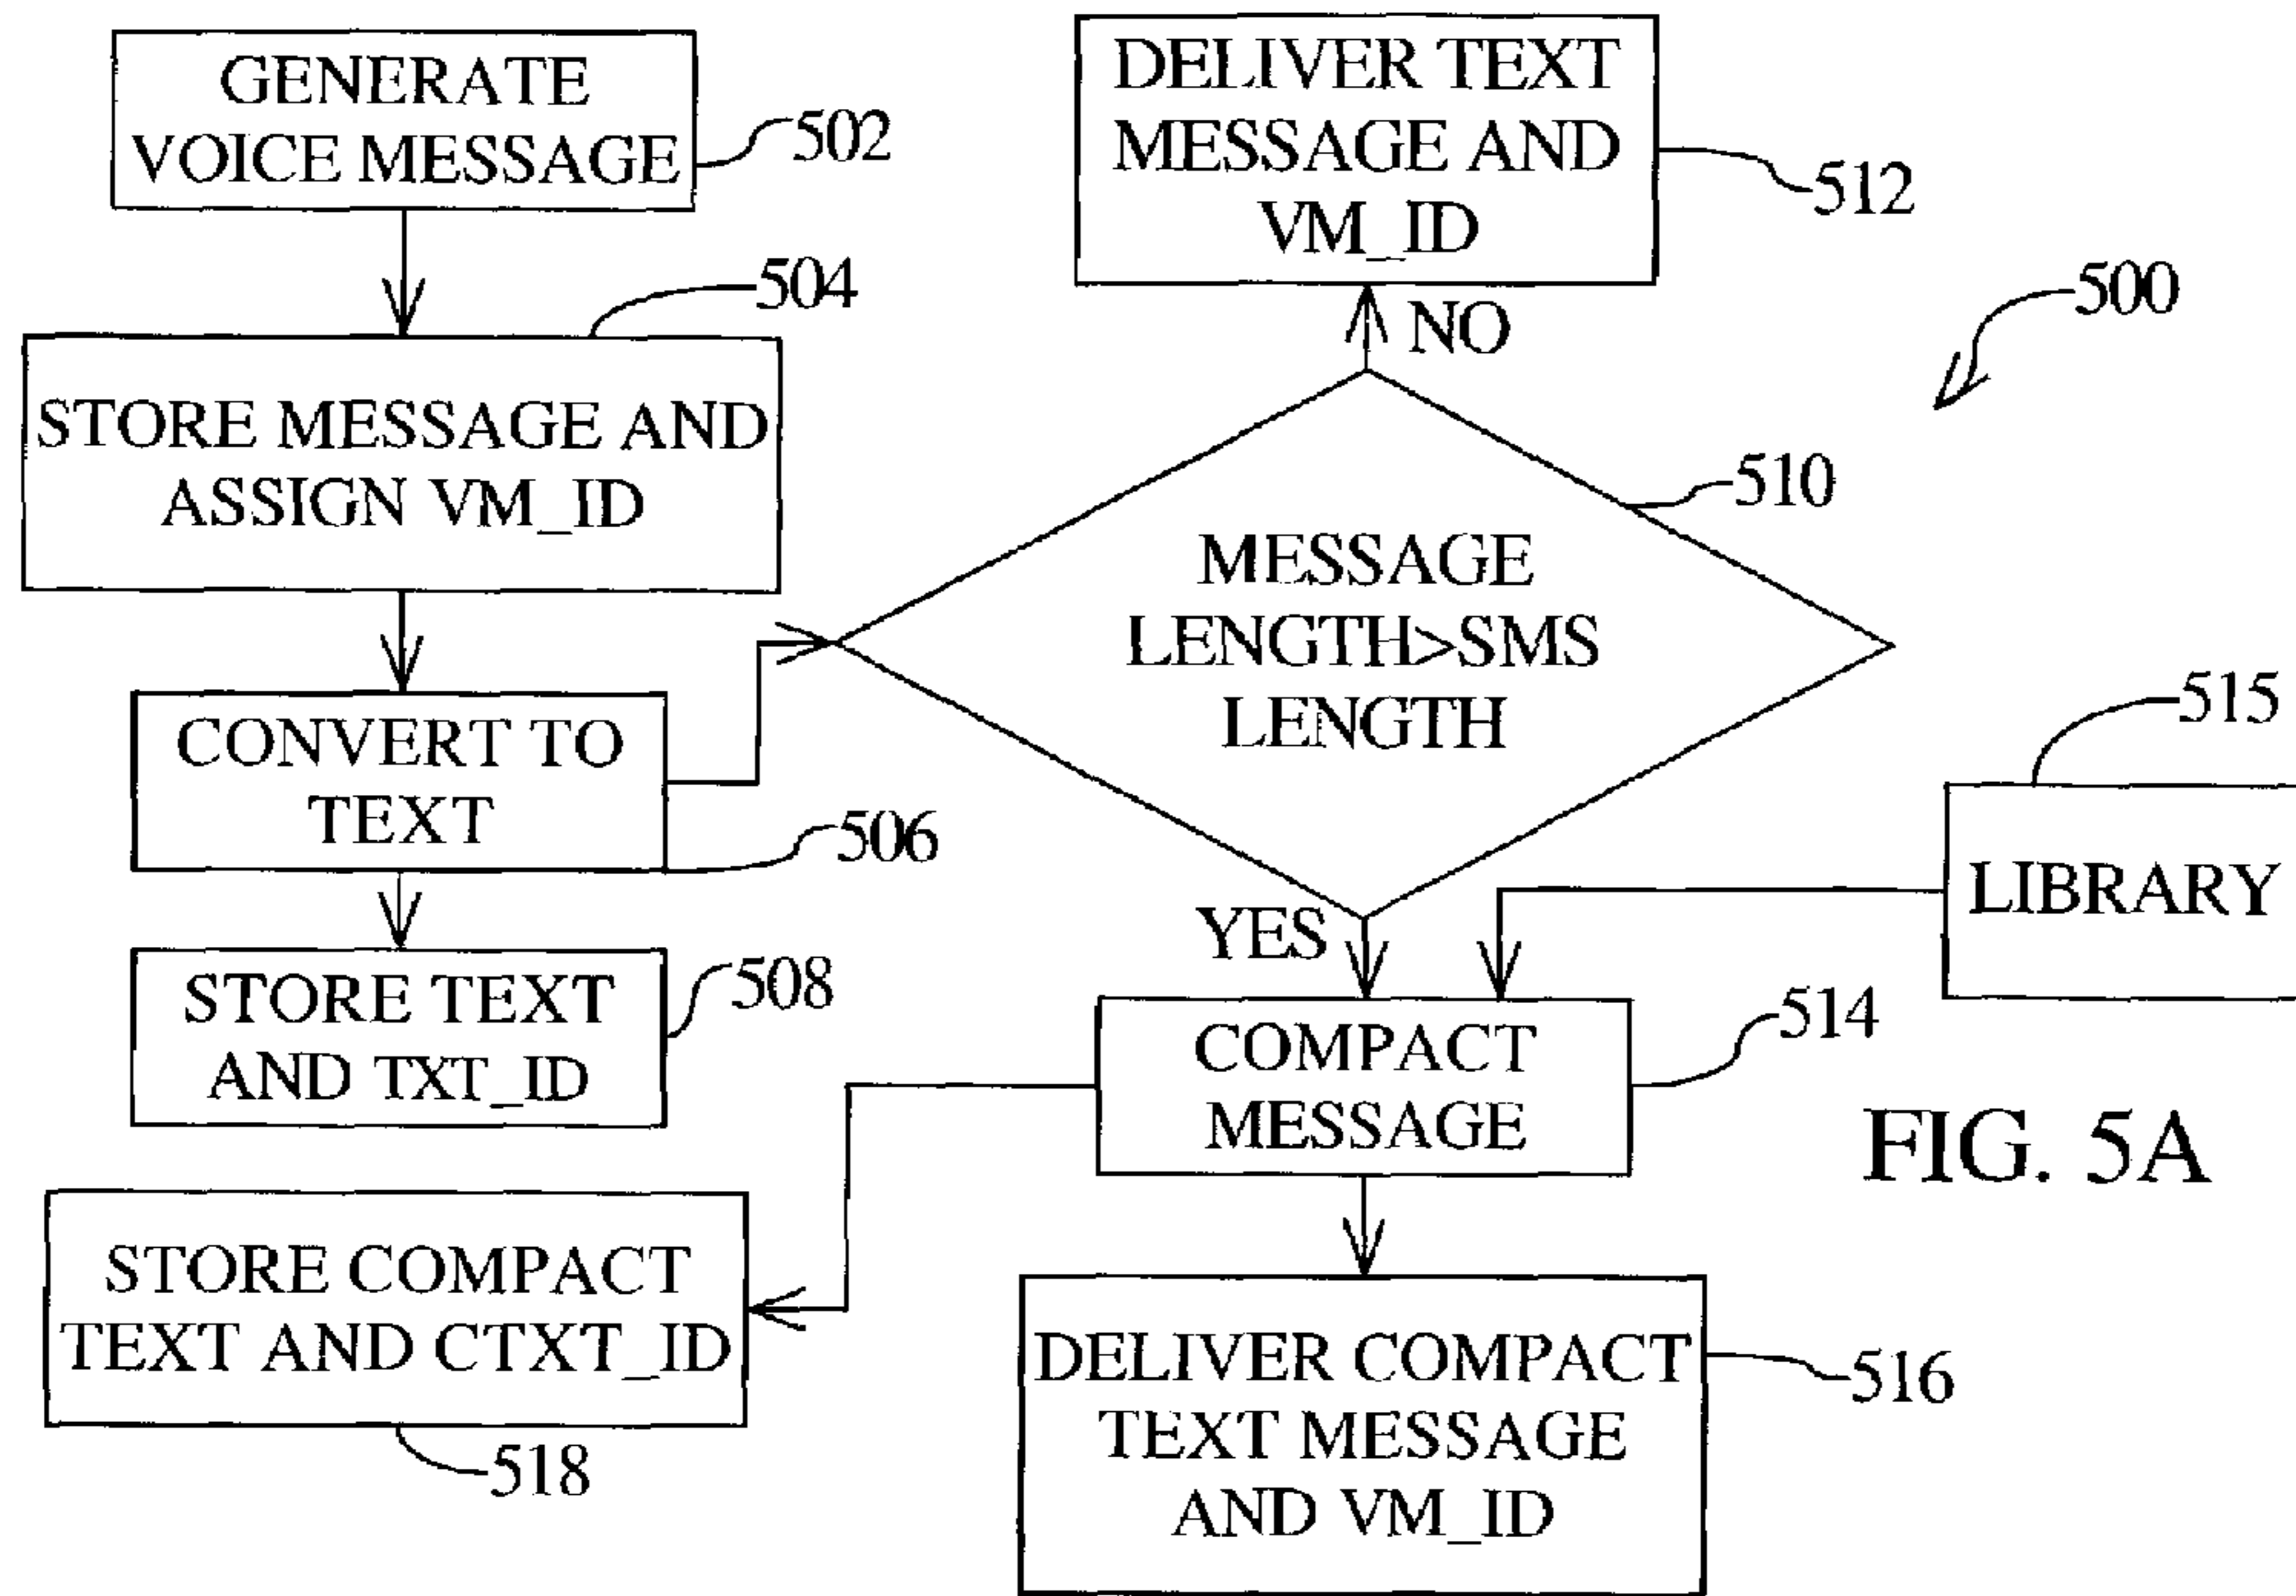 GENERATE
VOICE MESSAGE
502
STORE MESSAGE AND
ASSIGN VM_ID
504
CONVERT TO
TEXT
506
STORE TEXT
AND TXT_ID
508
MESSAGE
LENGTH>SMS
LENGTH
510
NO
DELIVER TEXT
MESSAGE AND
VM_ID
512
500
YES
COMPACT
MESSAGE
514
LIBRARY
515
DELIVER COMPACT
TEXT MESSAGE
AND VM_ID
516
STORE COMPACT
TEXT AND CTXT_ID
518
FIG. 5A